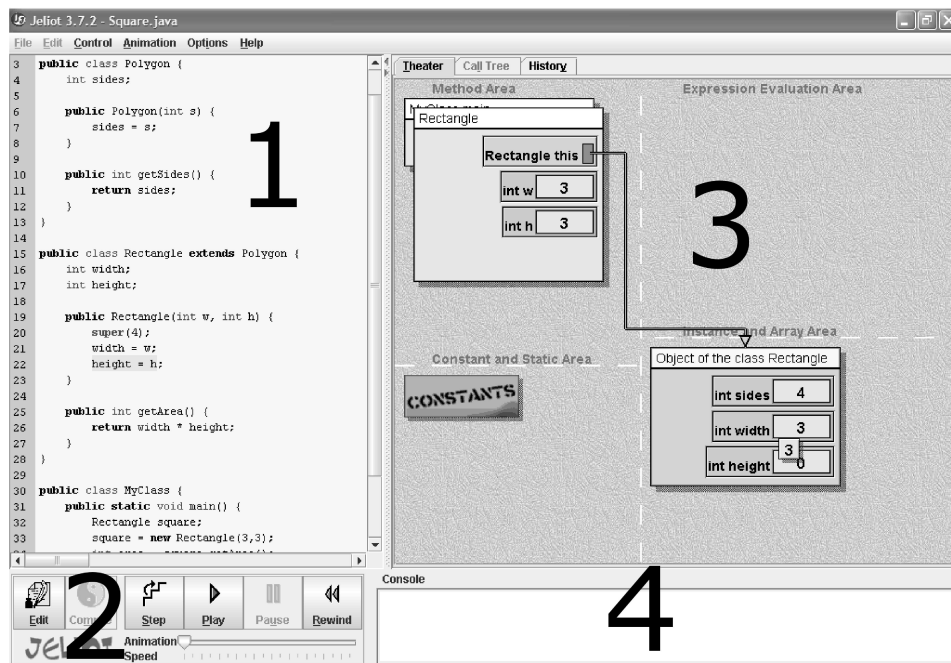 Jeliot 3.7.2 - Square.java
File Edit Control Animation Options Help
3 public class Polygon {
4 int sides;
5
6 public Polygon(int s) {
7 sides = s;
8 }
9
10 public int getSides() {
11 return sides;
12 }
13 }
14
15 public class Rectangle extends Polygon {
16 int width;
17 int height;
18
19 public Rectangle(int w, int h) {
20 super(4);
21 width = w;
22 height = h;
23 }
24
25 public int getArea() {
26 return width * height;
27 }
28 }
29
30 public class MyClass {
31 public static void main() {
32 Rectangle square;
33 square = new Rectangle(3,3);
1
Theater Call Tree History
Method Area
Expression Evaluation Area
Rectangle
Rectangle this
int w 3
int h 3
3
Constant and Static Area
CONSTANTS
Instance and Array Area
Object of the class Rectangle
int sides 4
int width 3
3
int height 0
Edit Step Play Pause Rewind
2
JELIOT
Animation
Speed
Console
4